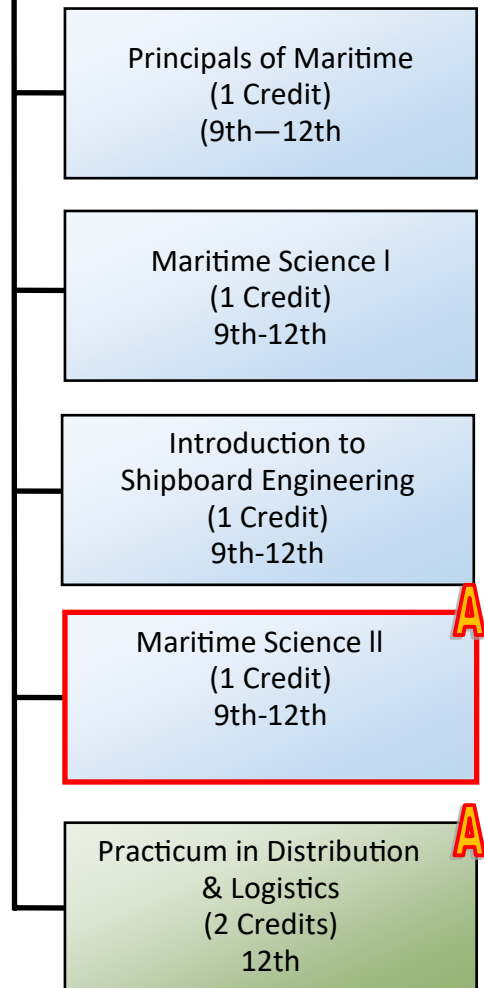 Principals of Maritime
(1 Credit)
(9th—12th
Maritime Science l
(1 Credit)
9th-12th
Introduction to
Shipboard Engineering
(1 Credit)
9th-12th
A
Maritime Science ll
(1 Credit)
9th-12th
A
Practicum in Distribution
& Logistics
(2 Credits)
12th